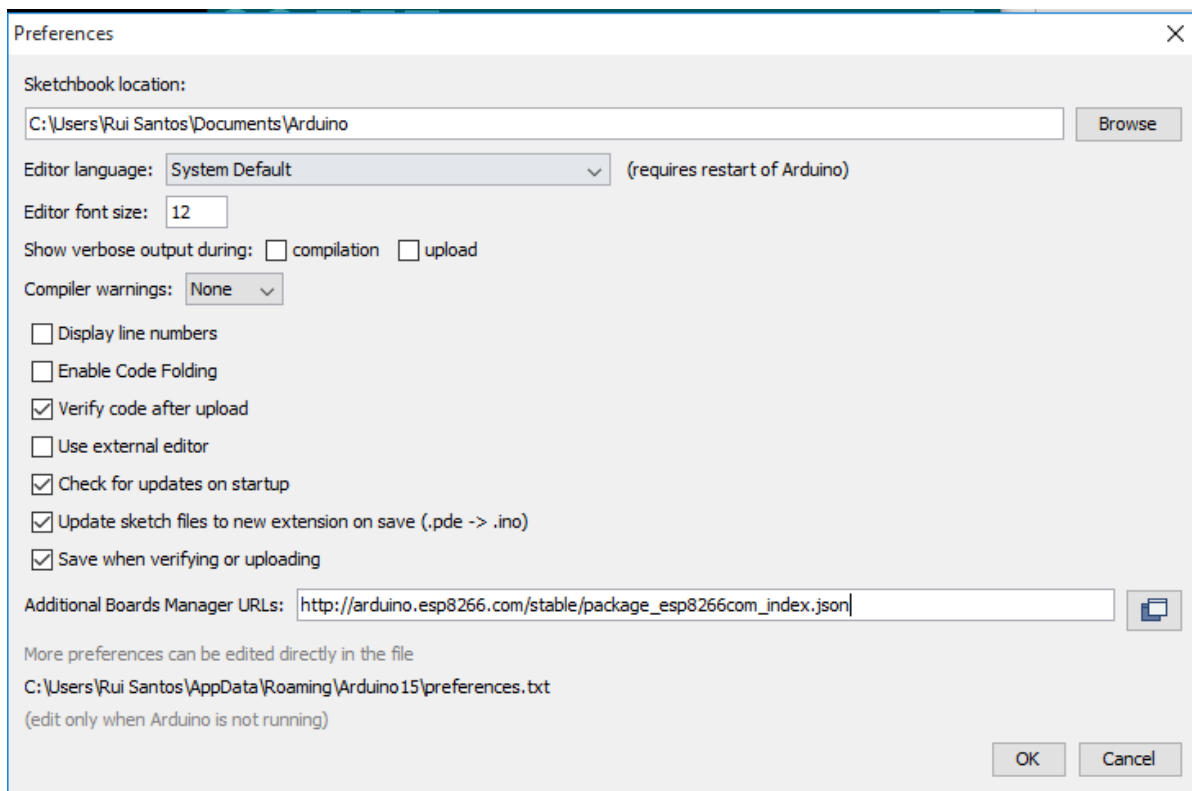 Preferences
Sketchbook location:
C:\Users\Rui Santos\Documents\Arduino Browse
Editor language: System Default (requires restart of Arduino)
Editor font size: 12
Show verbose output during: compilation upload
Compiler warnings: None
Display line numbers
Enable Code Folding
Verify code after upload
Use external editor
Check for updates on startup
Update sketch files to new extension on save (.pde -> .ino)
Save when verifying or uploading
Additional Boards Manager URLs: http://arduino.esp8266.com/stable/package_esp8266com_index.json
More preferences can be edited directly in the file
C:\Users\Rui Santos\AppData\Roaming\Arduino15\preferences.txt
(edit only when Arduino is not running)
OK Cancel